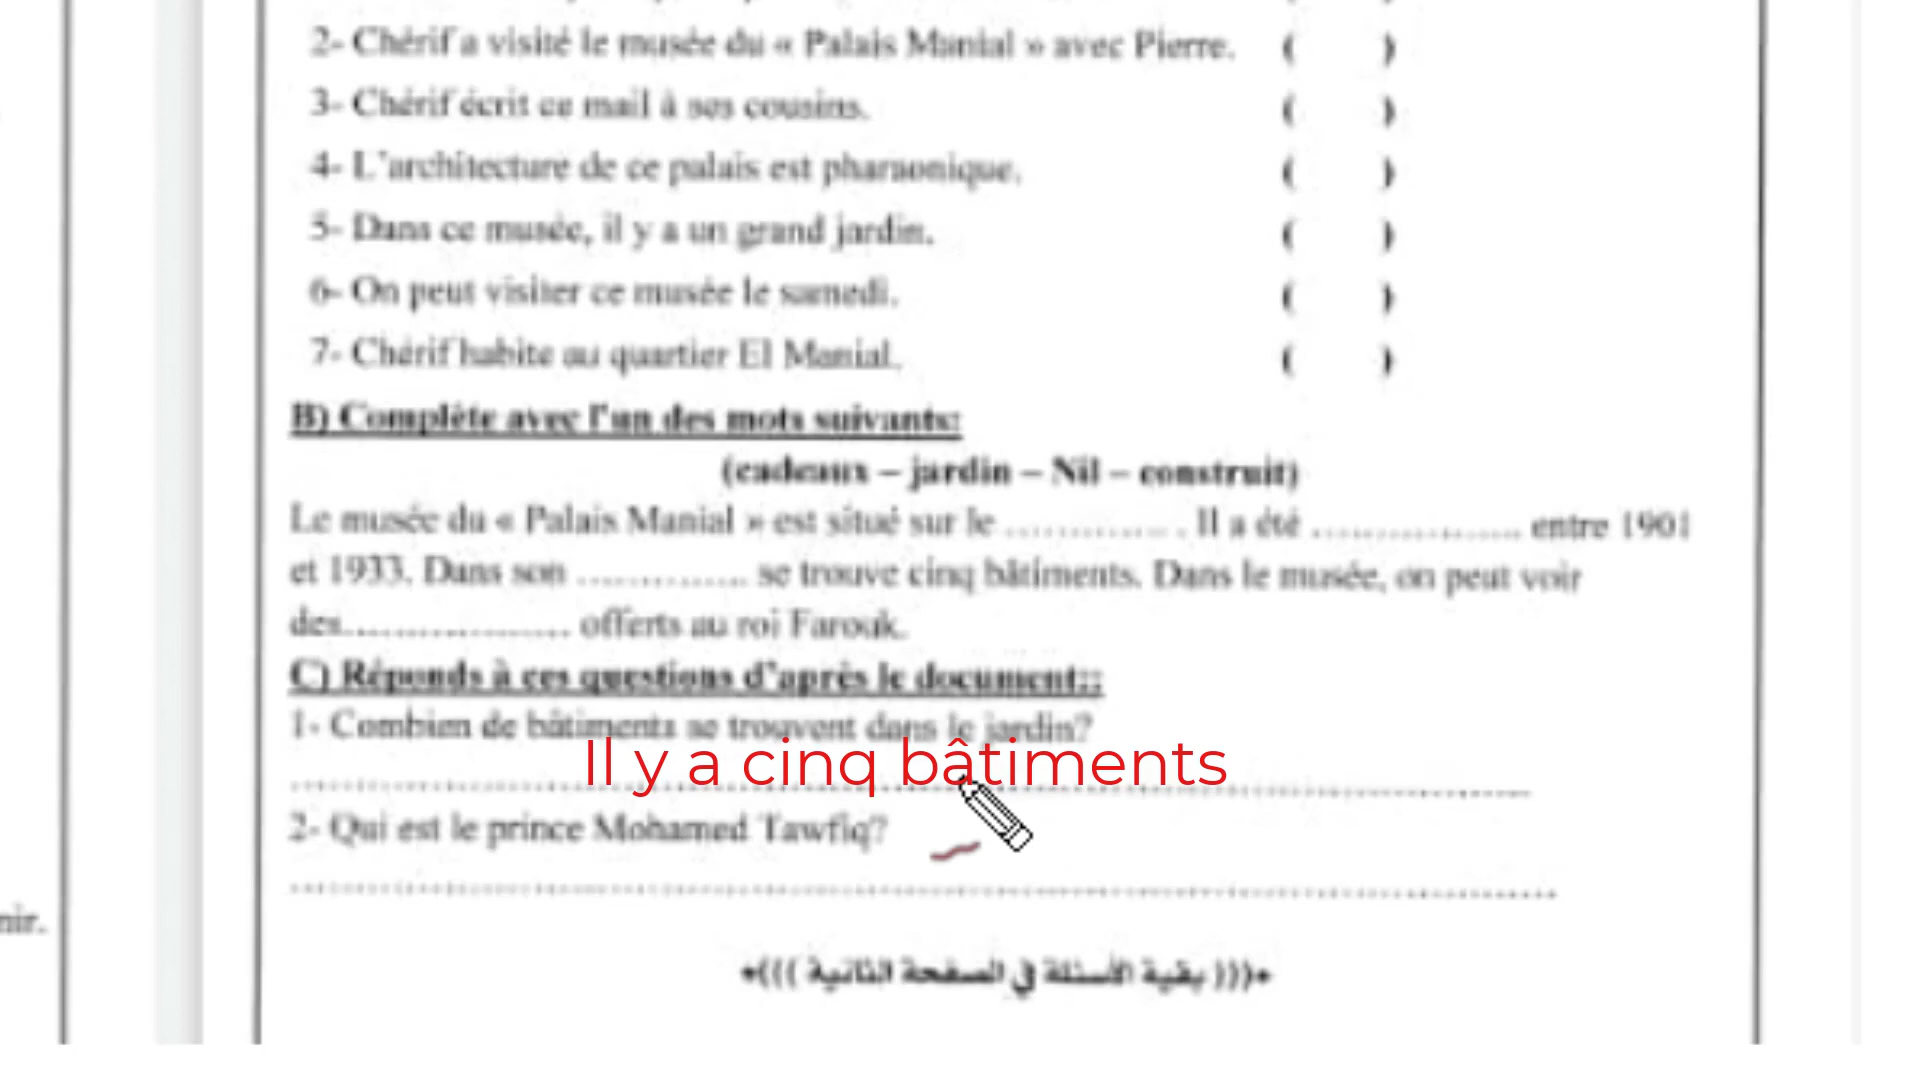 2- Chérif a visité le musée du « Palais Manial » avec Pierre. ( )
3- Chérif écrit ce mail à ses cousins. ( )
4- L'architecture de ce palais est pharaonique. ( )
5- Dans ce musée, il y a un grand jardin. ( )
6- On peut visiter ce musée le samedi. ( )
7- Chérif habite au quartier El Manial. ( )
B) Complète avec l'un des mots suivants:
(cadeaux – jardin – Nil – construit)
Le musée du « Palais Manial » est situé sur le ............... . Il a été ..................... entre 1901
et 1933. Dans son ................. se trouve cinq bâtiments. Dans le musée, on peut voir
des....................... offerts au roi Farouk.
C) Réponds à ces questions d'après le document::
1- Combien de bâtiments se trouvent dans le jardin?
Il y a cinq bâtiments
2- Qui est le prince Mohamed Tawfiq?
nir.
•((( بقية الأسئلة في الصفحة الثانية )))•